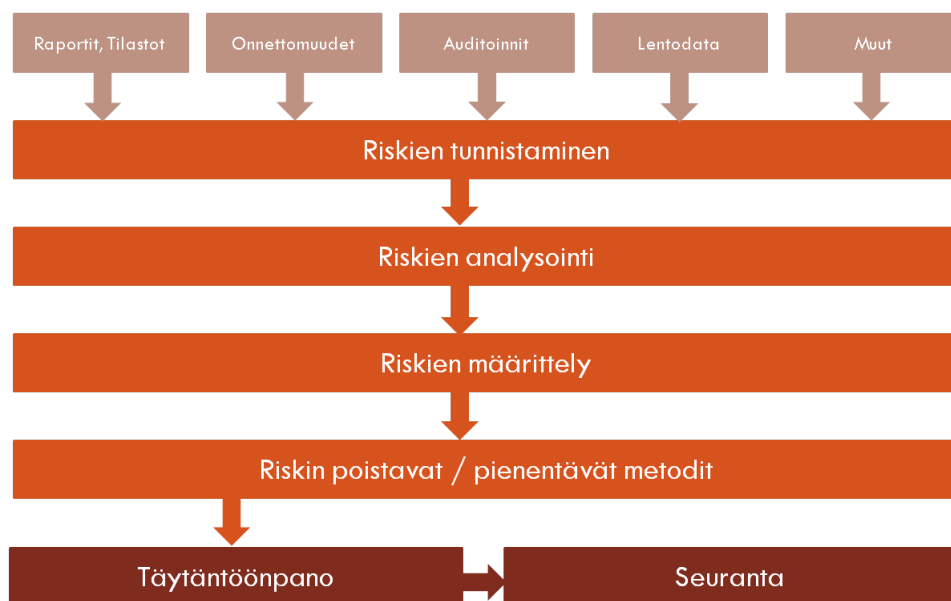 Raportit, Tilastot
Onnettomuudet
Auditoinnit
Lentodata
Muut
Riskien tunnistaminen
Riskien analysointi
Riskien määrittely
Riskin poistavat / pienentävät metodit
Täytäntöönpano
Seuranta